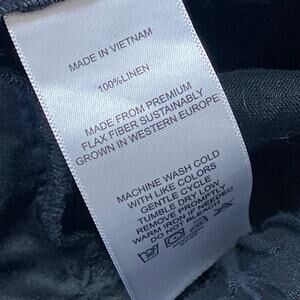 MADE IN VIETNAM
100%LINEN
MADE FROM PREMIUM
FLAX FIBER SUSTAINABLY
GROWN IN WESTERN EUROPE
MACHINE WASH COLD
WITH LIKE COLORS
GENTLE CYCLE
TUMBLE DRY LOW
REMOVE PROMPTLY
WARM IRON IF NEEDED
DO NOT BLEACH
30